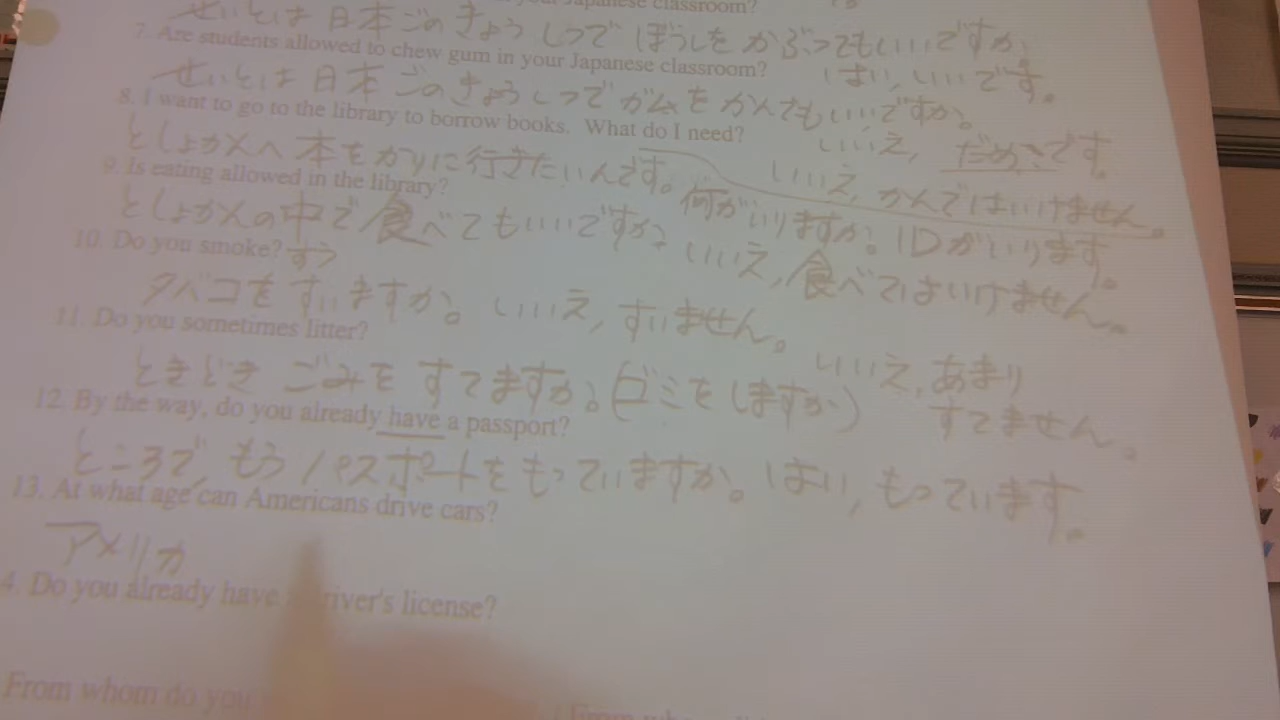 Japanese classroom?
せいとは日本ごのきょうしつでぼうしをかぶってもいいですか。
7. Are students allowed to chew gum in your Japanese classroom?
はい,いいです。
せいとは日本ごのきょうしつでガムをかんでもいいですか。
8. I want to go to the library to borrow books. What do I need?
いいえ,だめです。
としょかんへ本をかりに行きたいんです。
いいえ,かんではいけません。
9. Is eating allowed in the library?
何がいりますか。IDがいります。
としょかんの中で食べてもいいですか。
いいえ,食べてはいけません。
10. Do you smoke? すう
タバコをすいますか。いいえ,すいません。
11. Do you sometimes litter?
ときどきごみをすてますか。(ゴミをしますか)
いいえ,あまり
すてません。
12. By the way, do you already have a passport?
ところで,もうパスポートをもっていますか。はい,もっています。
13. At what age can Americans drive cars?
アメリカ
4. Do you already have driver's license?
From whom do you